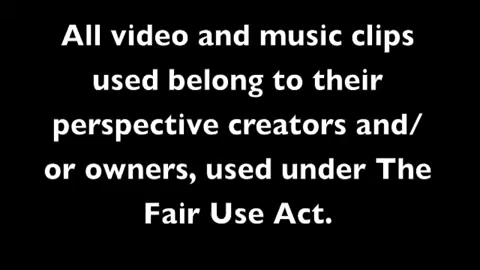 All video and music clips
used belong to their
perspective creators and/
or owners, used under The
Fair Use Act.